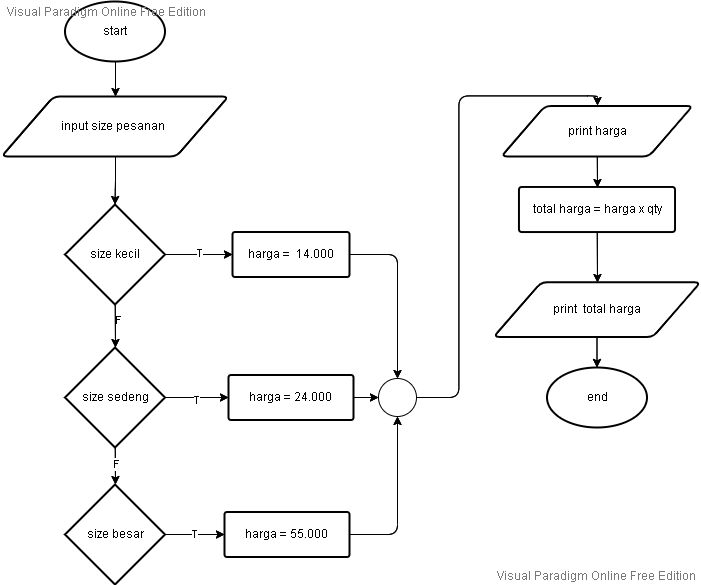 Visual Paradigm Online Free Edition
start
input size pesanan
size kecil
T
harga =  14.000
F
size sedeng
T
harga = 24.000
F
size besar
T
harga = 55.000
print harga
total harga = harga x qty
print  total harga
end
Visual Paradigm Online Free Edition